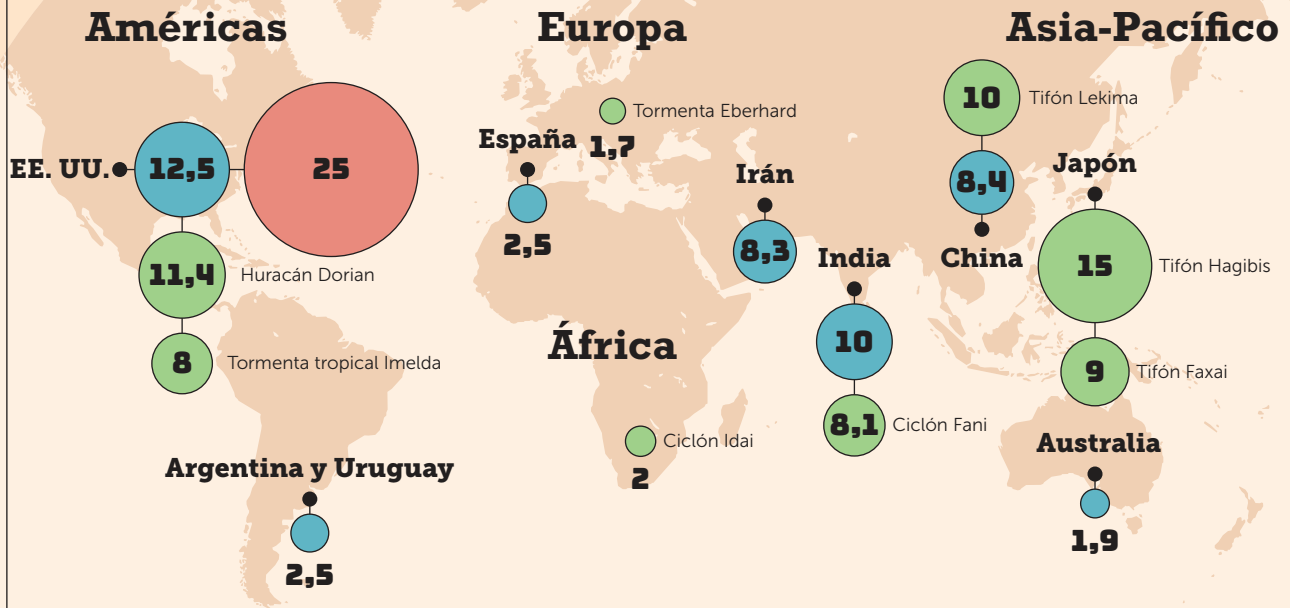 Américas
EE. UU.
12,5
25
11,4
Huracán Dorian
8
Tormenta tropical Imelda
Argentina y Uruguay
2,5
Europa
Tormenta Eberhard
1,7
España
2,5
África
Ciclón Idai
2
Asia-Pacífico
Irán
8,3
India
10
8,1
Ciclón Fani
10
Tifón Lekima
8,4
China
Japón
15
Tifón Hagibis
9
Tifón Faxai
Australia
1,9